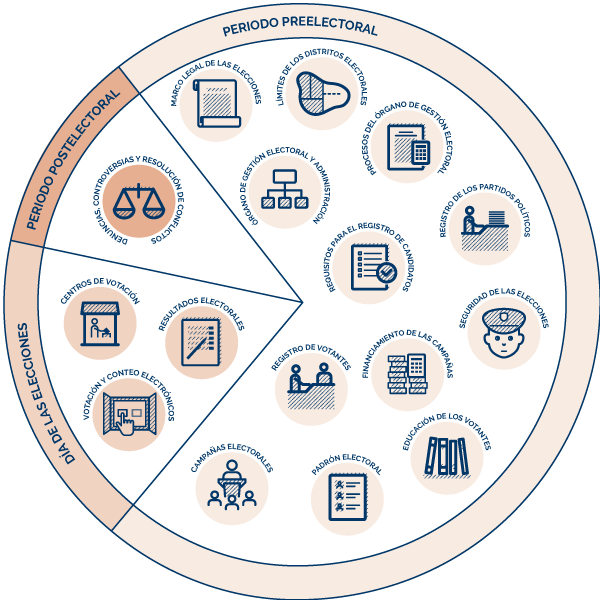 PERIODO PREELECTORAL
MARCO LEGAL DE LAS ELECCIONES
LÍMITES DE LOS DISTRITOS ELECTORALES
PROCESOS DEL ÓRGANO DE GESTIÓN ELECTORAL
ÓRGANO DE GESTIÓN ELECTORAL Y ADMINISTRACIÓN
REGISTRO DE LOS PARTIDOS POLÍTICOS
REQUISITOS PARA EL REGISTRO DE CANDIDATOS
SEGURIDAD DE LAS ELECCIONES
REGISTRO DE VOTANTES
FINANCIAMIENTO DE LAS CAMPAÑAS
EDUCACIÓN DE LOS VOTANTES
CAMPAÑAS ELECTORALES
PADRÓN ELECTORAL
DÍA DE LAS ELECCIONES
CENTROS DE VOTACIÓN
RESULTADOS ELECTORALES
VOTACIÓN Y CONTEO ELECTRÓNICOS
PERIODO POSTELECTORAL
DENUNCIAS, CONTROVERSIAS Y RESOLUCIÓN DE CONFLICTOS